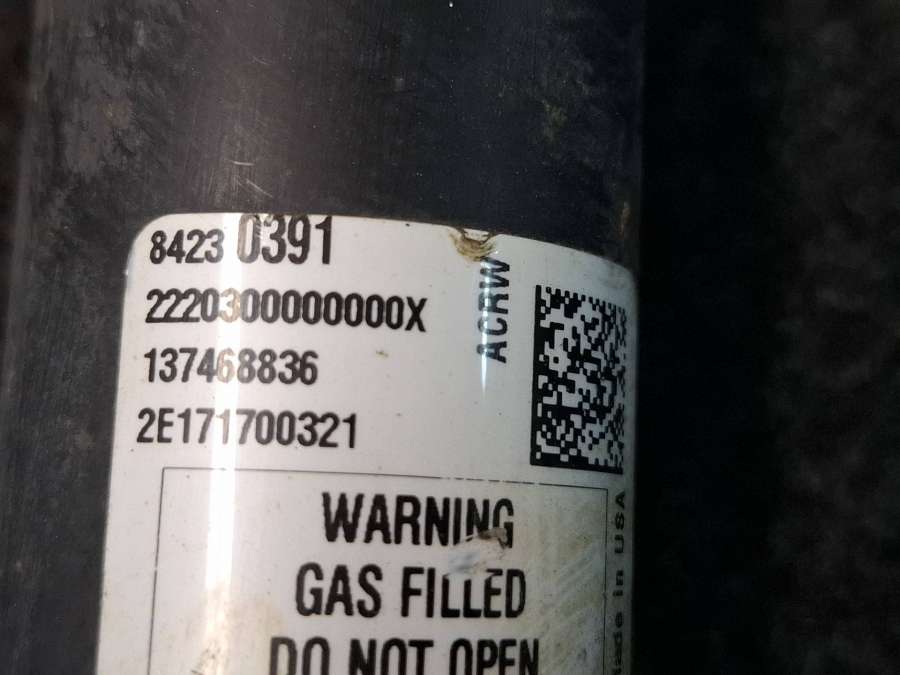 8423 0391
2220300000000X
137468836
2E171700321
ACRW
WARNING
GAS FILLED
DO NOT OPEN
Made in USA